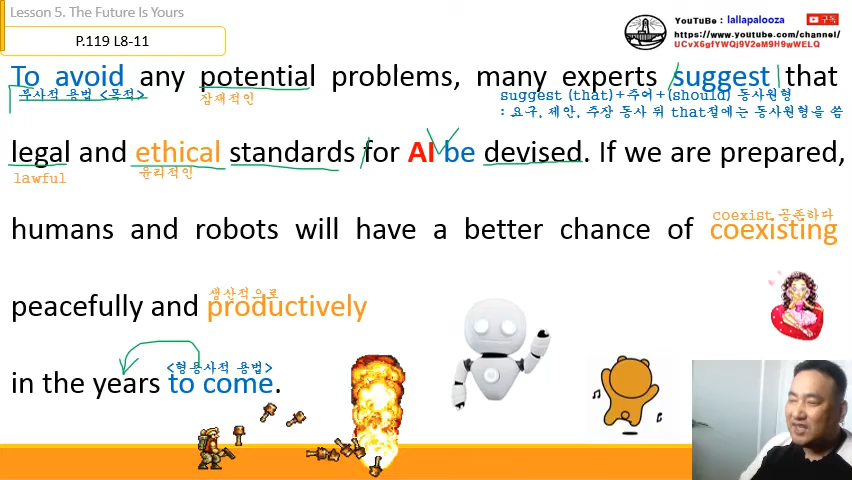 Lesson 5. The Future Is Yours
P.119 L8-11
YouTuBe : lallapalooza
구독
https://www.youtube.com/channel/
UCvX6gfYWQj9V2eM9H9wWELQ
To avoid any potential problems, many experts suggest that
부사적 용법 <목적>
잠재적인
suggest (that)+주어+(should) 동사원형
: 요구, 제안, 주장 동사 뒤 that절에는 동사원형을 씀
legal and ethical standards for AI be devised. If we are prepared,
lawful
윤리적인
coexist 공존하다
humans and robots will have a better chance of coexisting
생산적으로
peacefully and productively
<형용사적 용법>
in the years to come.